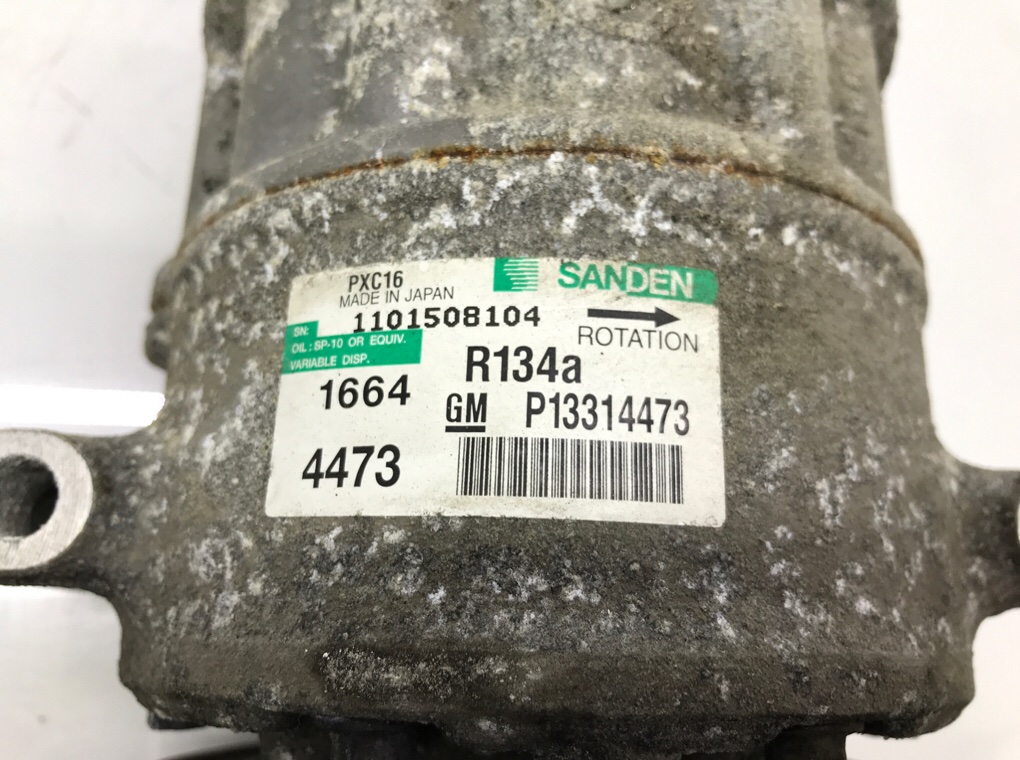 PXC16
SANDEN
MADE IN JAPAN
SN: 1101508104
ROTATION
OIL : SP-10 OR EQUIV.
VARIABLE DISP.
R134a
1664
GM P13314473
4473